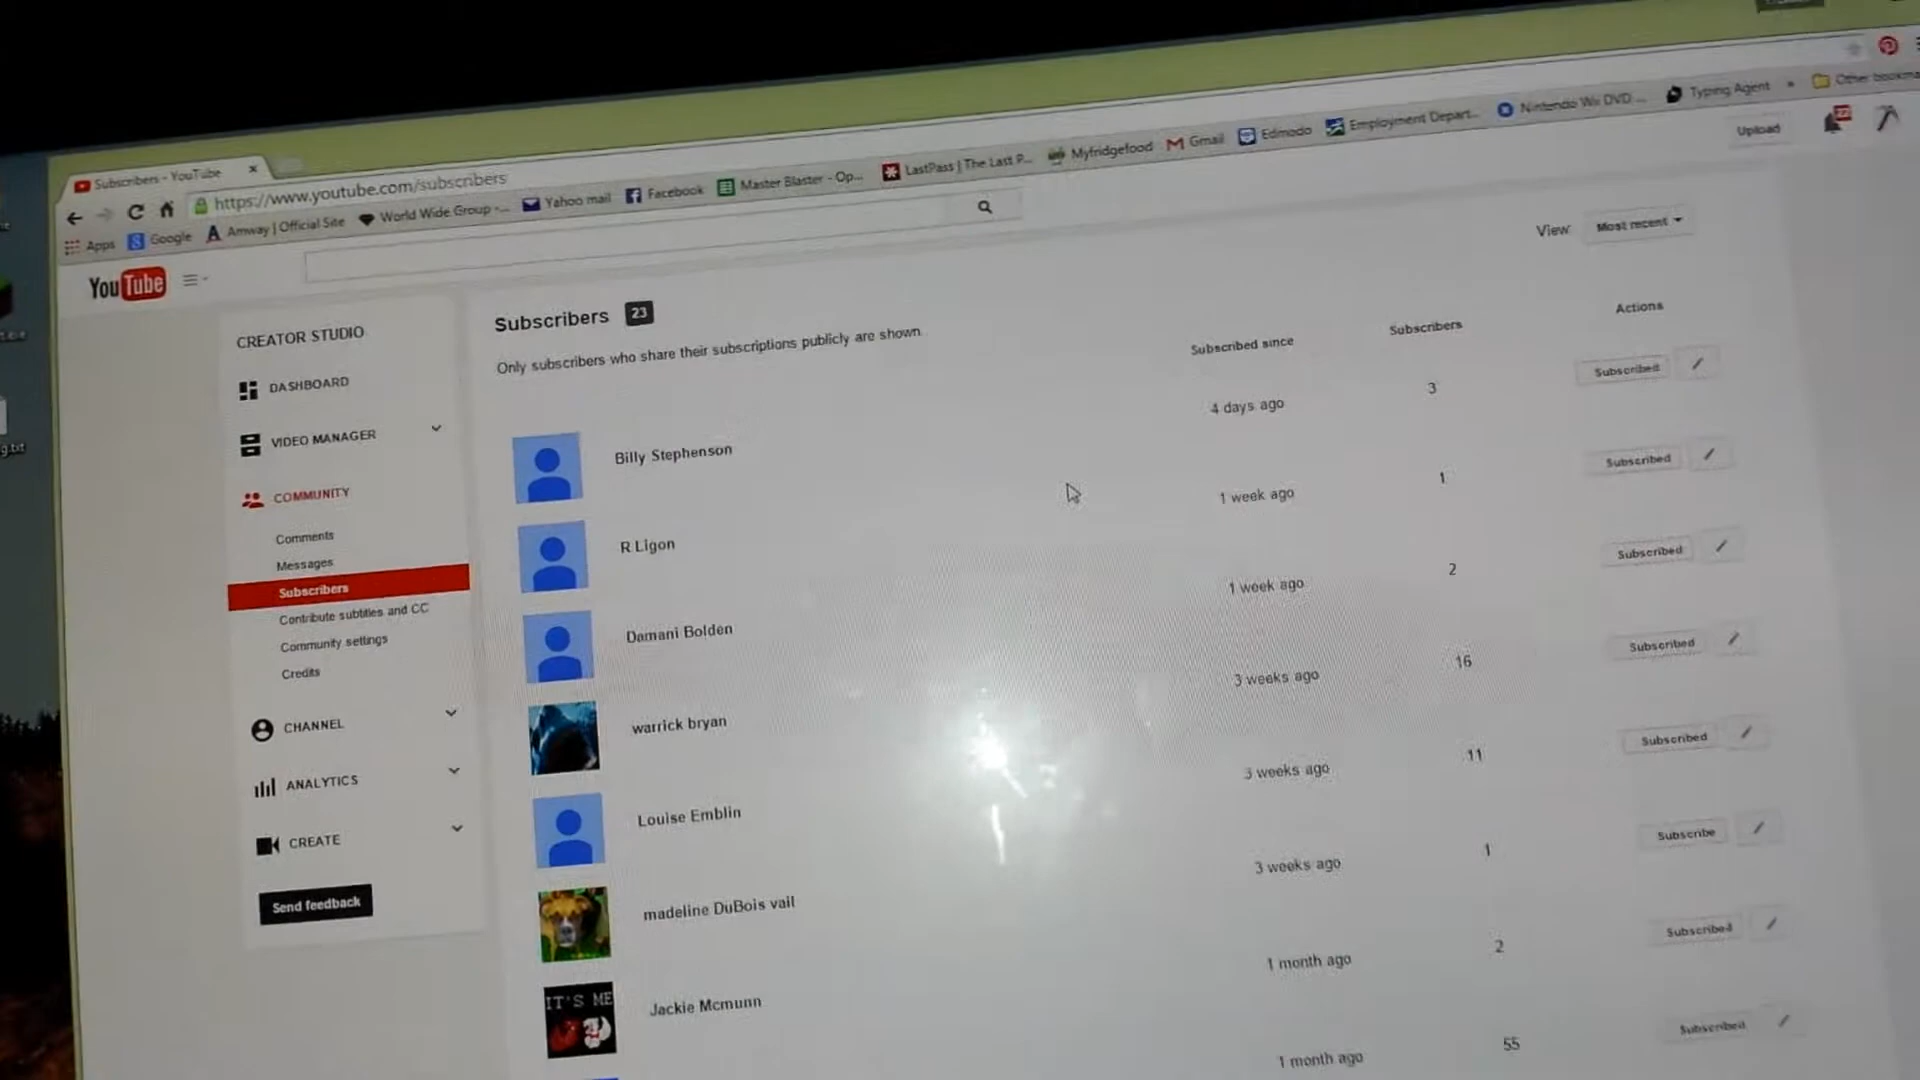 Subscribers - YouTube
https://www.youtube.com/subscribers
Apps Google Amway | Official Site World Wide Group -... Yahoo mail Facebook Master Blaster - Op... LastPass | The Last P... Myfridgefood Gmail Edmodo Employment Depart... Nintendo Wii DVD ... Typing Agent » Other bookma
YouTube
Upload
22
CREATOR STUDIO
DASHBOARD
VIDEO MANAGER
COMMUNITY
Comments
Messages
Subscribers
Contribute subtitles and CC
Community settings
Credits
CHANNEL
ANALYTICS
CREATE
Send feedback
Subscribers 23
View Most recent
Only subscribers who share their subscriptions publicly are shown.
Subscribed since Subscribers Actions
Billy Stephenson 4 days ago 3 Subscribed
R Ligon 1 week ago 1 Subscribed
Damani Bolden 1 week ago 2 Subscribed
warrick bryan 3 weeks ago 16 Subscribed
Louise Emblin 3 weeks ago 11 Subscribed
madeline DuBois vail 3 weeks ago 1 Subscribe
IT'S ME
Jackie Mcmunn 1 month ago 2 Subscribed
1 month ago 55 Subscribed
g.txt